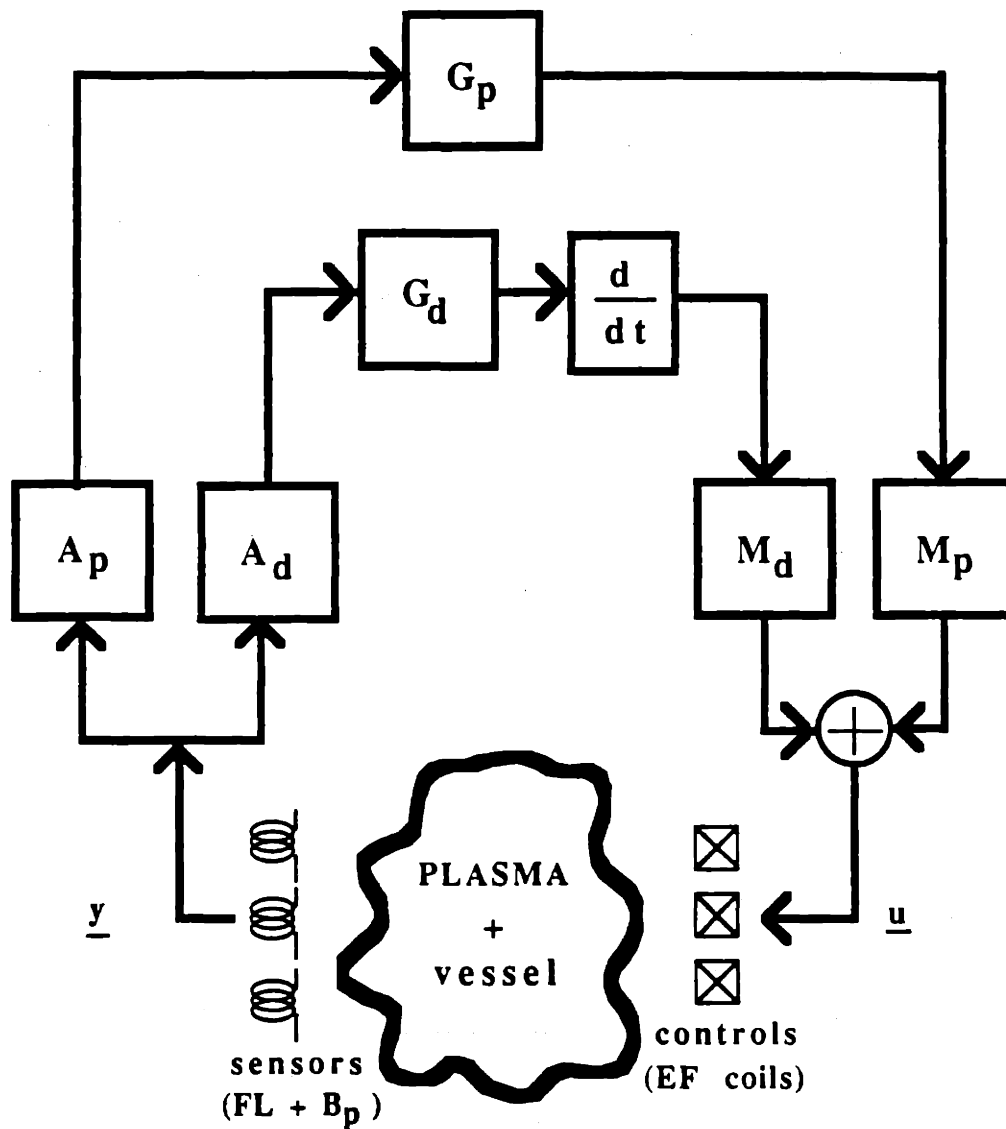 Gp
Gd
d
dt
Ap
Ad
Md
Mp
PLASMA
+
vessel
y
u
sensors
(FL + Bp)
controls
(EF coils)